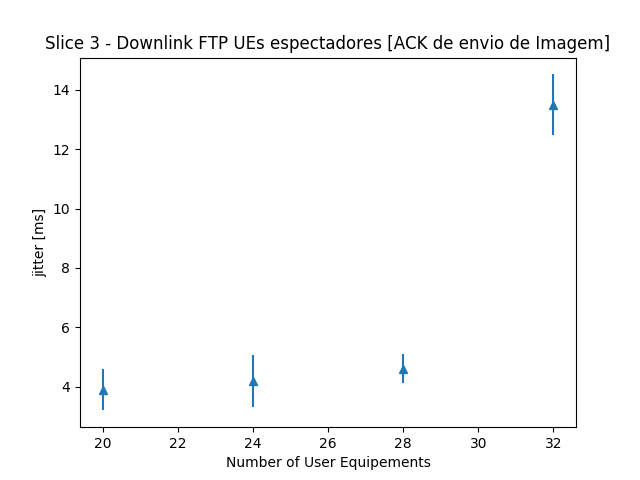 Slice 3 - Downlink FTP UEs espectadores [ACK de envio de Imagem]
14
12
10
8
6
4
jitter [ms]
20 22 24 26 28 30 32
Number of User Equipements